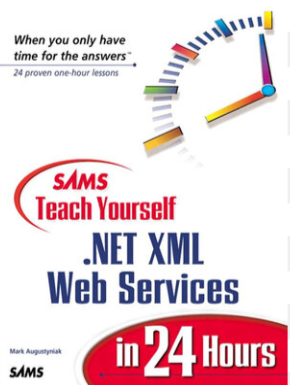 When you only have
time for the answers™
24 proven one-hour lessons
SAMS
Teach Yourself
.NET XML
Web Services
Mark Augustyniak
in 24 Hours
SAMS